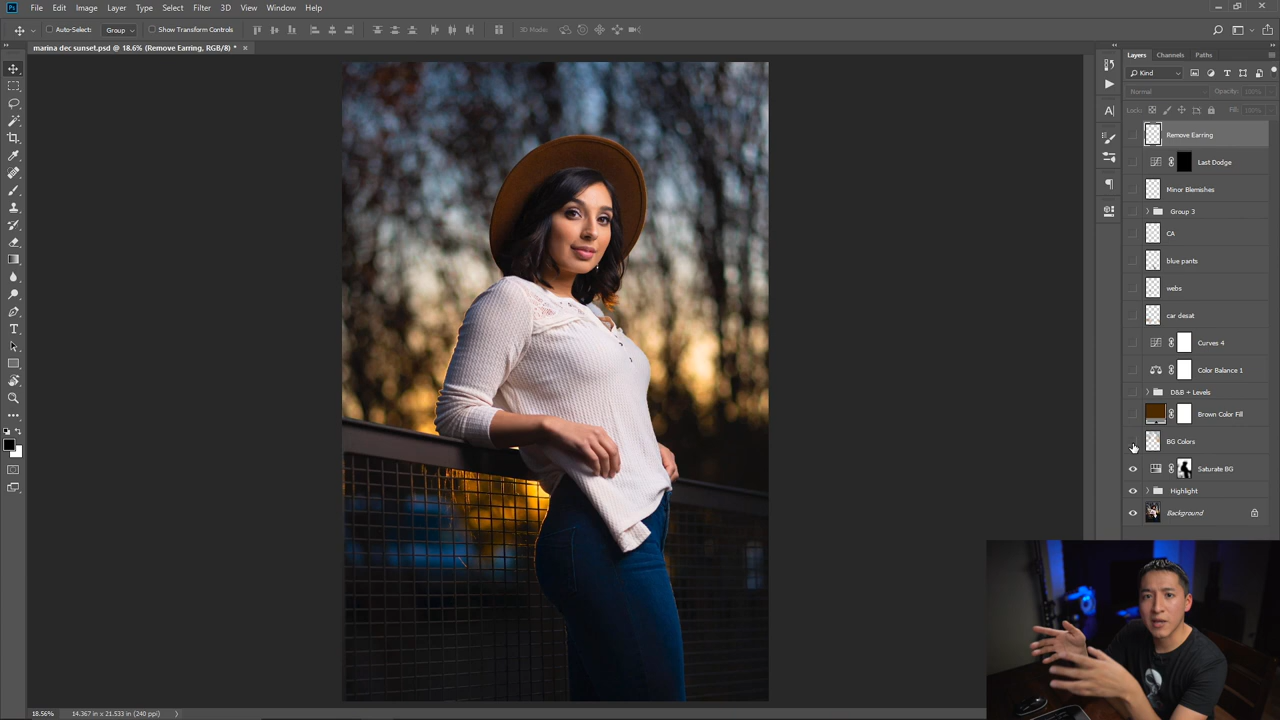 Ps File Edit Image Layer Type Select Filter 3D View Window Help
Auto-Select: Group Show Transform Controls 3D Mode:
marina dec sunset.psd @ 18.6% (Remove Earring, RGB/8) * ×
Layers Channels Paths
Kind
Normal Opacity: 100%
Lock: Fill: 100%
Remove Earring
Last Dodge
Minor Blemishes
Group 3
CA
blue pants
webs
car desat
Curves 4
Color Balance 1
D&B + Levels
Brown Color Fill
BG Colors
Saturate BG
Highlight
Background
18.56% 14.367 in x 21.533 in (240 ppi)